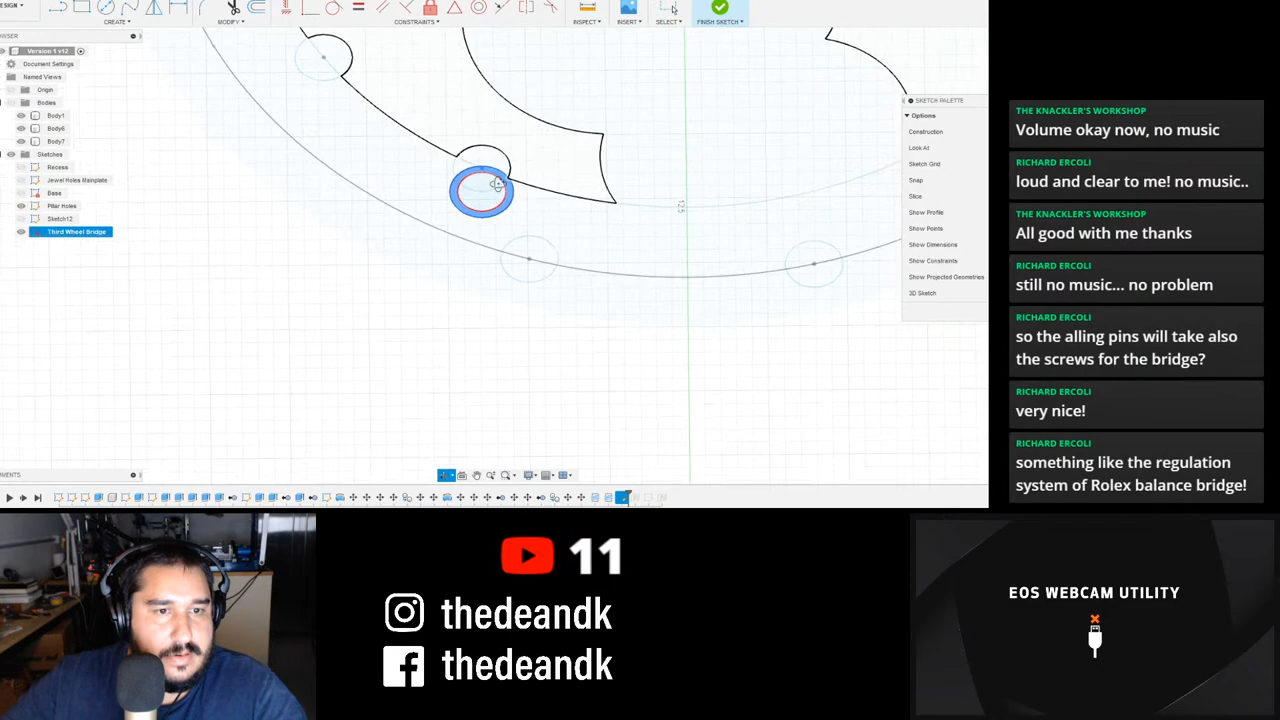 DESIGN ▾
CREATE ▾
MODIFY ▾
CONSTRAINTS ▾
INSPECT ▾
INSERT ▾
SELECT ▾
FINISH SKETCH ▾
BROWSER
Version 1 v12
Document Settings
Named Views
Origin
Bodies
Body1
Body6
Body7
Sketches
Recess
Jewel Holes Mainplate
Base
Pillar Holes
Sketch12
Third Wheel Bridge
12.5
SKETCH PALETTE
Options
Construction
Look At
Sketch Grid
Snap
Slice
Show Profile
Show Points
Show Dimensions
Show Constraints
Show Projected Geometries
3D Sketch
COMMENTS
THE KNACKLER'S WORKSHOP
Volume okay now, no music
RICHARD ERCOLI
loud and clear to me! no music..
THE KNACKLER'S WORKSHOP
All good with me thanks
RICHARD ERCOLI
still no music... no problem
RICHARD ERCOLI
so the alling pins will take also
the screws for the bridge?
RICHARD ERCOLI
very nice!
RICHARD ERCOLI
something like the regulation
system of Rolex balance bridge!
11
thedeandk
thedeandk
EOS WEBCAM UTILITY